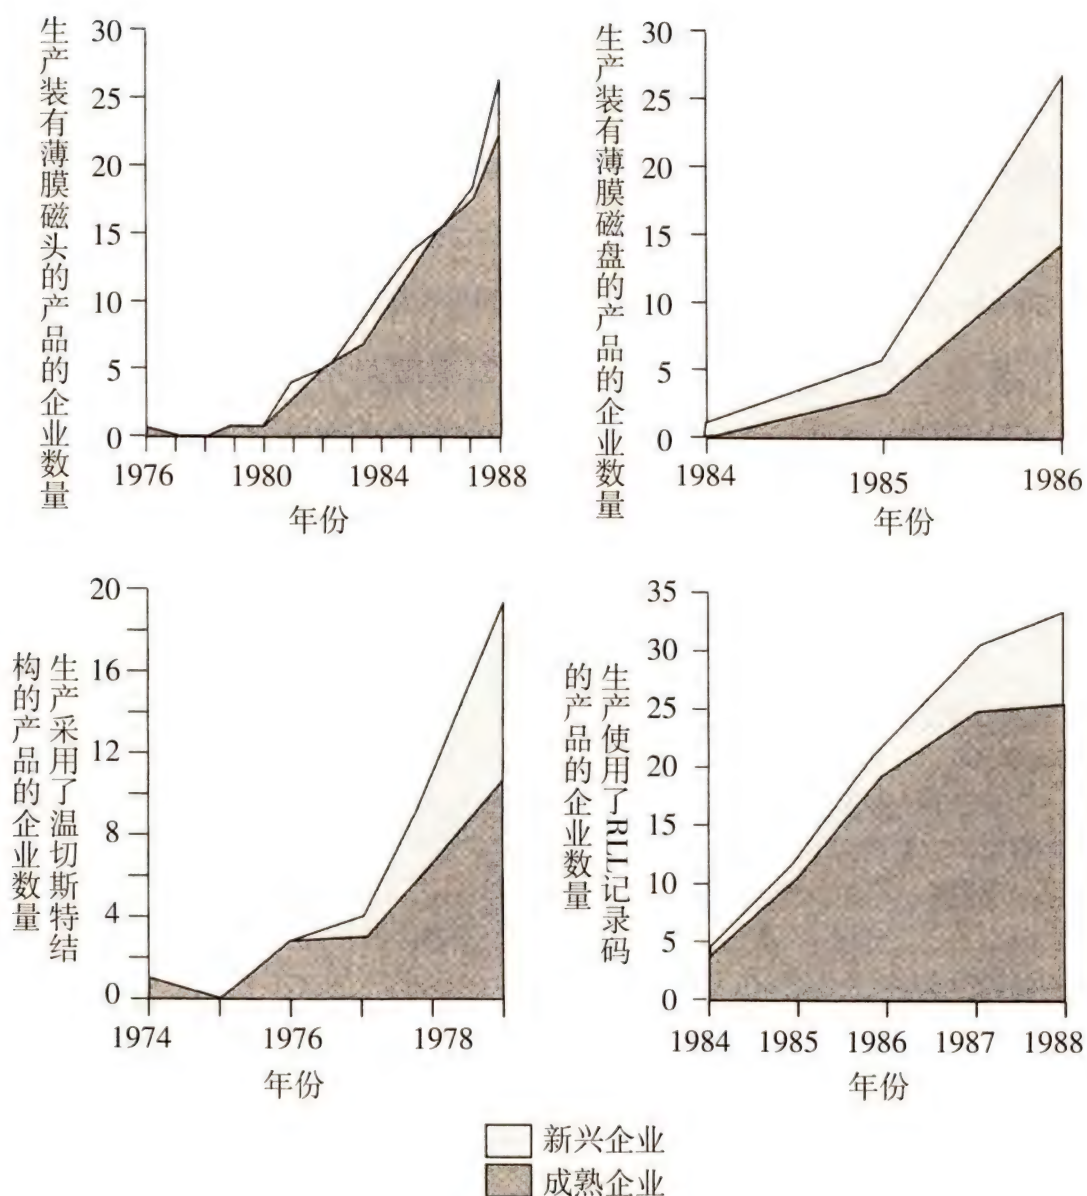 生产装有薄膜磁头的产品的企业数量
30
25
20
15
10
5
0
1976 1980 1984 1988
年份
生产装有薄膜磁盘的产品的企业数量
30
25
20
15
10
5
0
1984 1985 1986
年份
生产采用了温切斯特结
构的产品的企业数量
20
16
12
8
4
0
1974 1976 1978
年份
生产使用了RLL记录码
的产品的企业数量
35
30
25
20
15
10
5
0
1984 1985 1986 1987 1988
年份
新兴企业
成熟企业